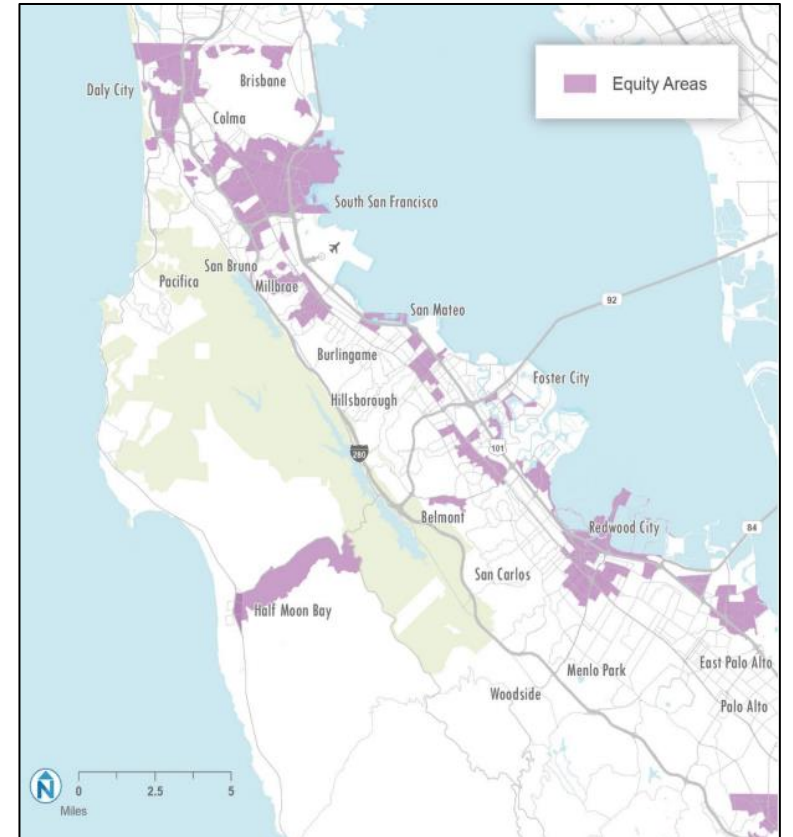 Equity Areas
Brisbane
Daly City
Colma
South San Francisco
San Bruno
Pacifica
Millbrae
92
San Mateo
Burlingame
Foster City
Hillsborough
101
280
Belmont
Redwood City
84
San Carlos
Half Moon Bay
East Palo Alto
Menlo Park
Woodside
Palo Alto
N
0 2.5 5
Miles